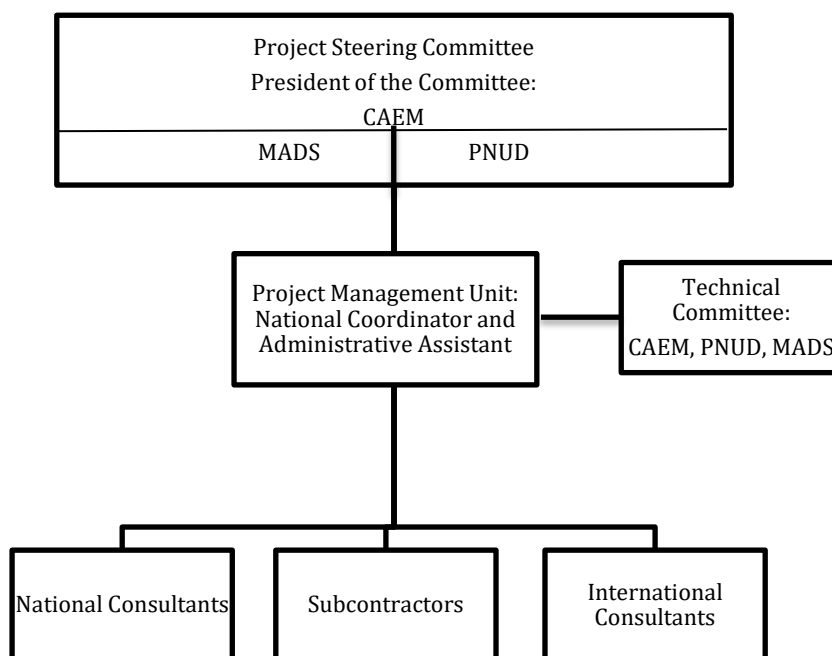 Project Steering Committee
President of the Committee:
CAEM
MADS PNUD
Project Management Unit:
National Coordinator and
Administrative Assistant
Technical
Committee:
CAEM, PNUD, MADS
National Consultants
Subcontractors
International
Consultants